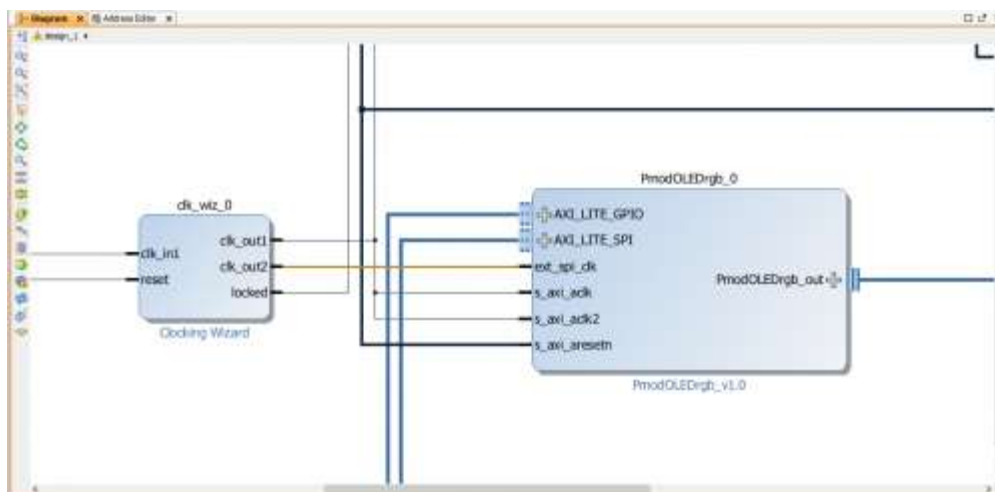 Diagram
Address Editor
design_1
PmodOLEDrgb_0
clk_wiz_0
AXI_LITE_GPIO
AXI_LITE_SPI
clk_out1
clk_in1
clk_out2
ext_spi_clk
PmodOLEDrgb_out
reset
locked
s_axi_aclk
s_axi_aclk2
Clocking Wizard
s_axi_aresetn
PmodOLEDrgb_v1.0